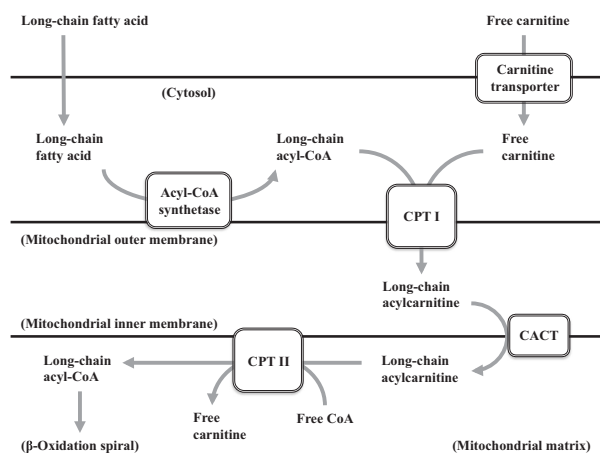 Long-chain fatty acid
Free carnitine
Carnitine
transporter
(Cytosol)
Long-chain
fatty acid
Long-chain
acyl-CoA
Free
carnitine
Acyl-CoA
synthetase
CPT I
(Mitochondrial outer membrane)
Long-chain
acylcarnitine
(Mitochondrial inner membrane)
CACT
Long-chain
acyl-CoA
CPT II
Long-chain
acylcarnitine
Free
carnitine
Free CoA
(β-Oxidation spiral)
(Mitochondrial matrix)